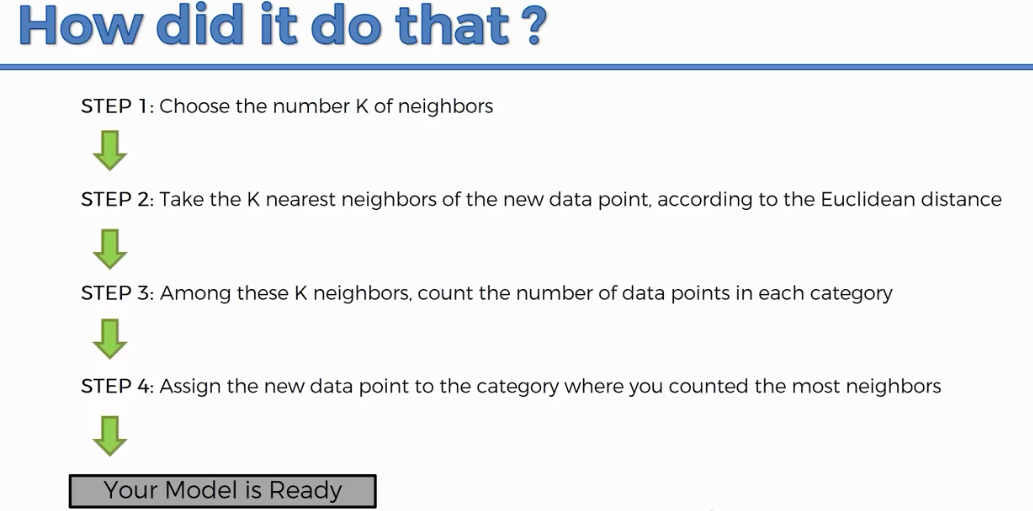 How did it do that ?
STEP 1: Choose the number K of neighbors
STEP 2: Take the K nearest neighbors of the new data point, according to the Euclidean distance
STEP 3: Among these K neighbors, count the number of data points in each category
STEP 4: Assign the new data point to the category where you counted the most neighbors
Your Model is Ready